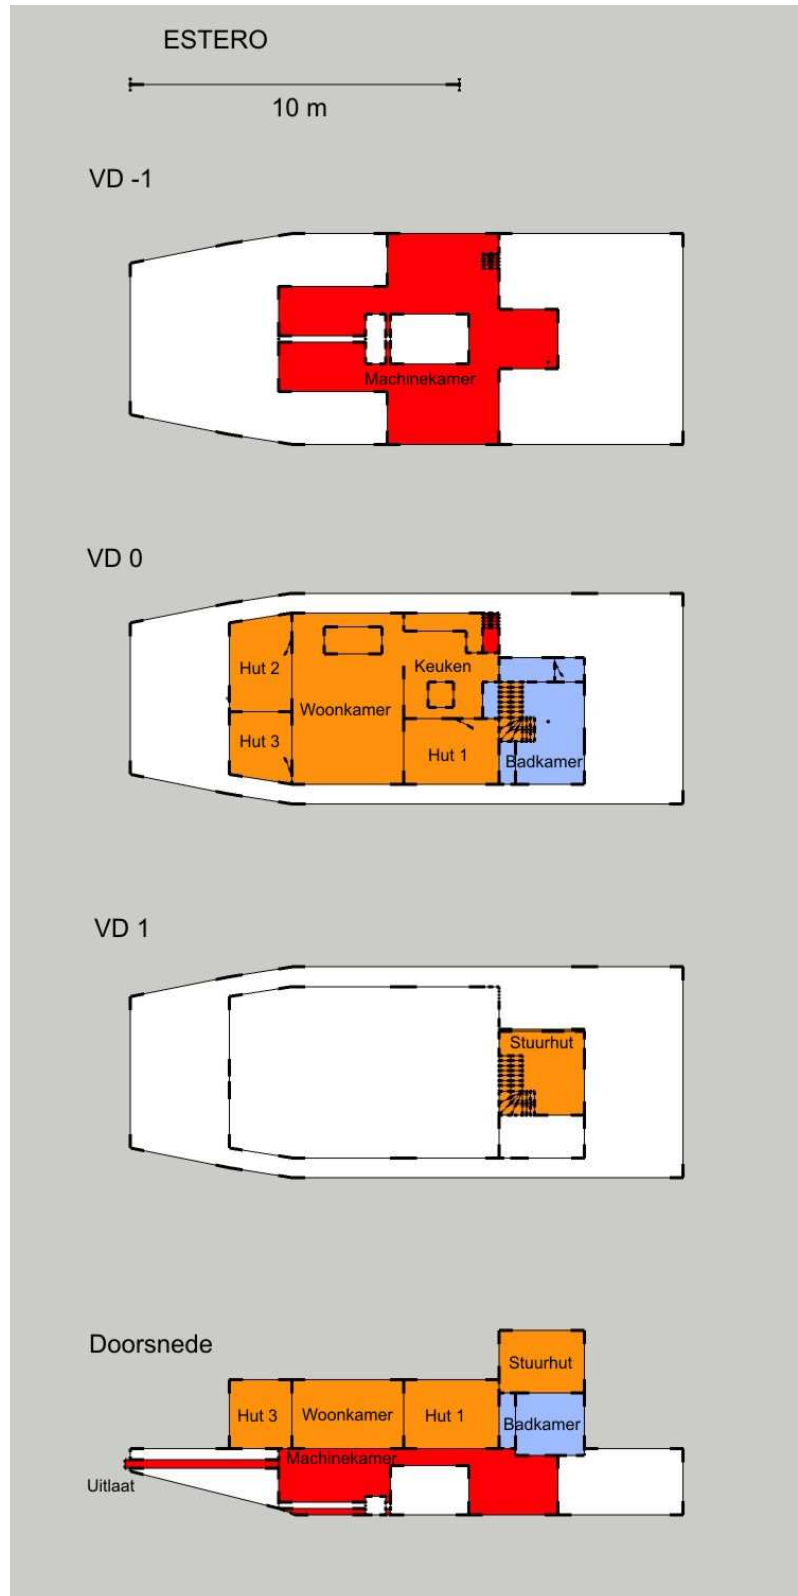 ESTERO
10 m
VD -1
Machinekamer
VD 0
Hut 2
Keuken
Woonkamer
Hut 3
Hut 1
Badkamer
VD 1
Stuurhut
Doorsnede
Stuurhut
Hut 3
Woonkamer
Hut 1
Badkamer
Machinekamer
Uitlaat